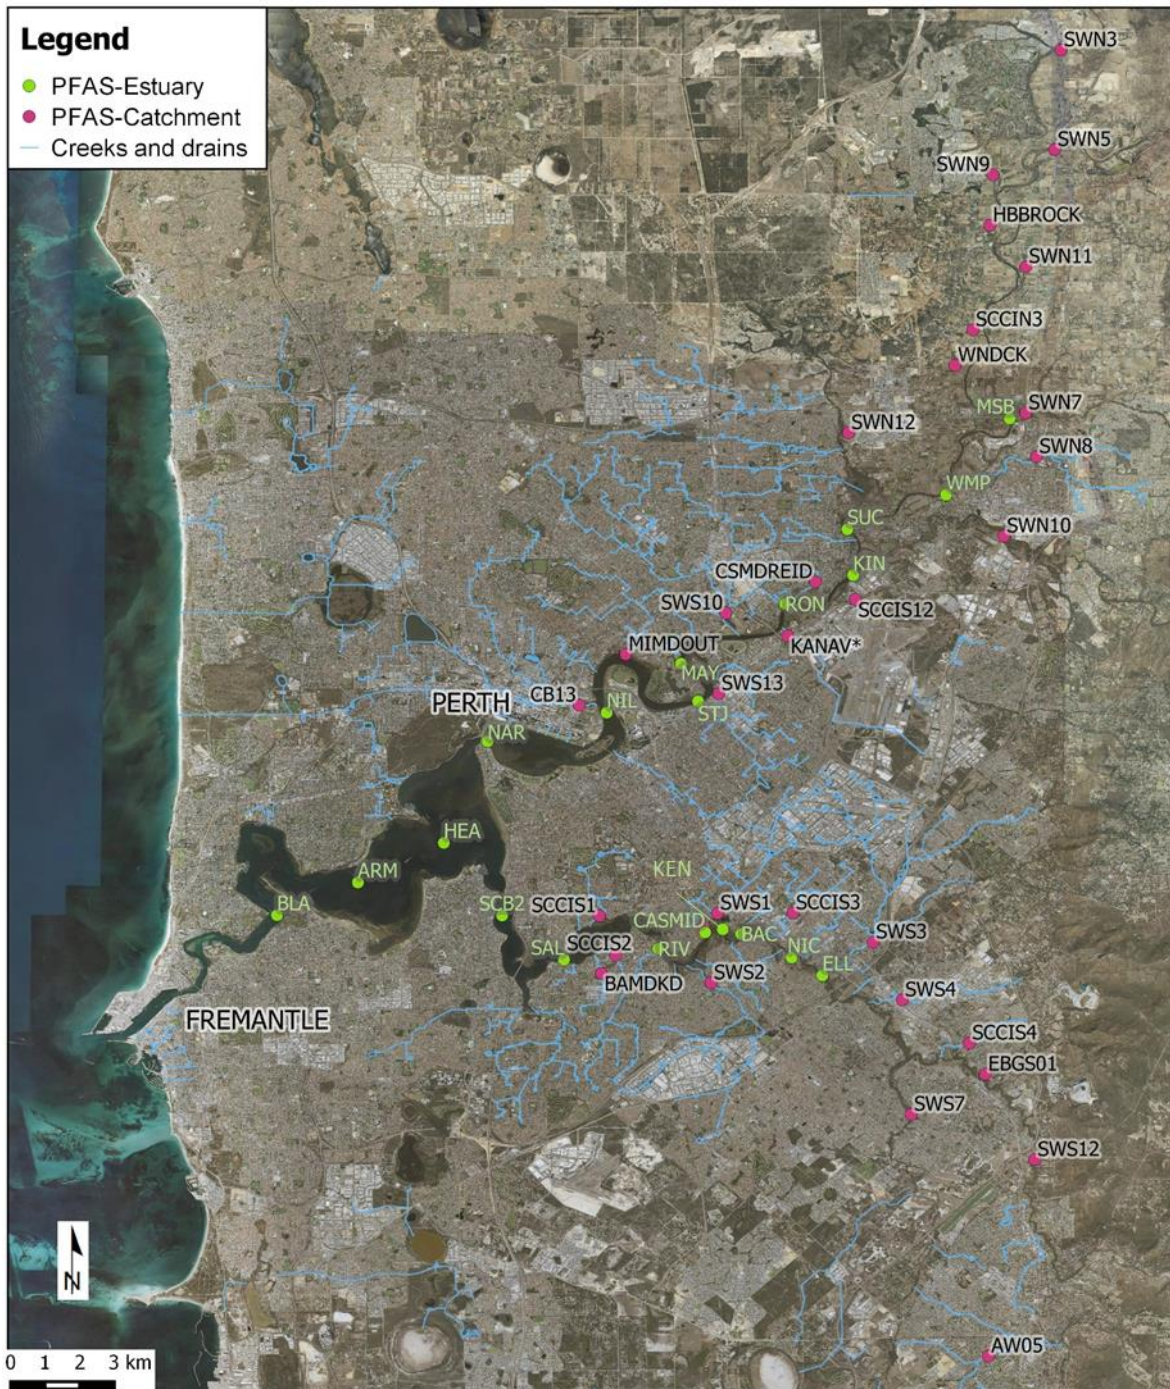 Legend
PFAS-Estuary
PFAS-Catchment
Creeks and drains
SWN3
SWN5
SWN9
HBBROCK
SWN11
SCCIN3
WNDCK
MSB
SWN7
SWN12
SWN8
WMP
SUC
SWN10
CSMDREID
KIN
SWS10
RON
SCCIS12
MIMDOUT
KANAV*
MAY
CB13
SWS13
PERTH
NIL
STJ
NAR
HEA
ARM
KEN
BLA
SCB2
SCCIS1
SWS1
SCCIS3
CASMID
SAL
SCCIS2
RIV
BAC
NIC
SWS3
BAMDKD
SWS2
ELL
SWS4
FREMANTLE
SCCIS4
EBGS01
SWS7
SWS12
N
AW05
0 1 2 3 km